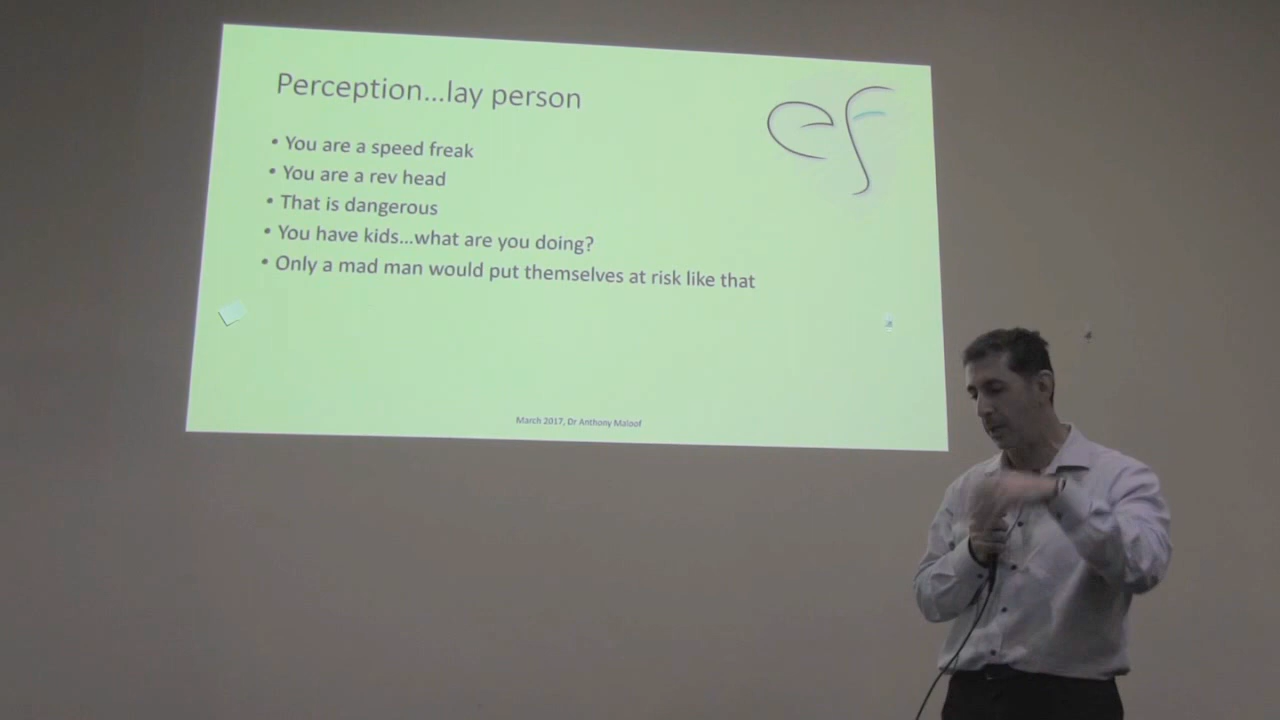 Perception...lay person
ef
• You are a speed freak
• You are a rev head
• That is dangerous
• You have kids...what are you doing?
• Only a mad man would put themselves at risk like that
March 2017, Dr Anthony Maloof